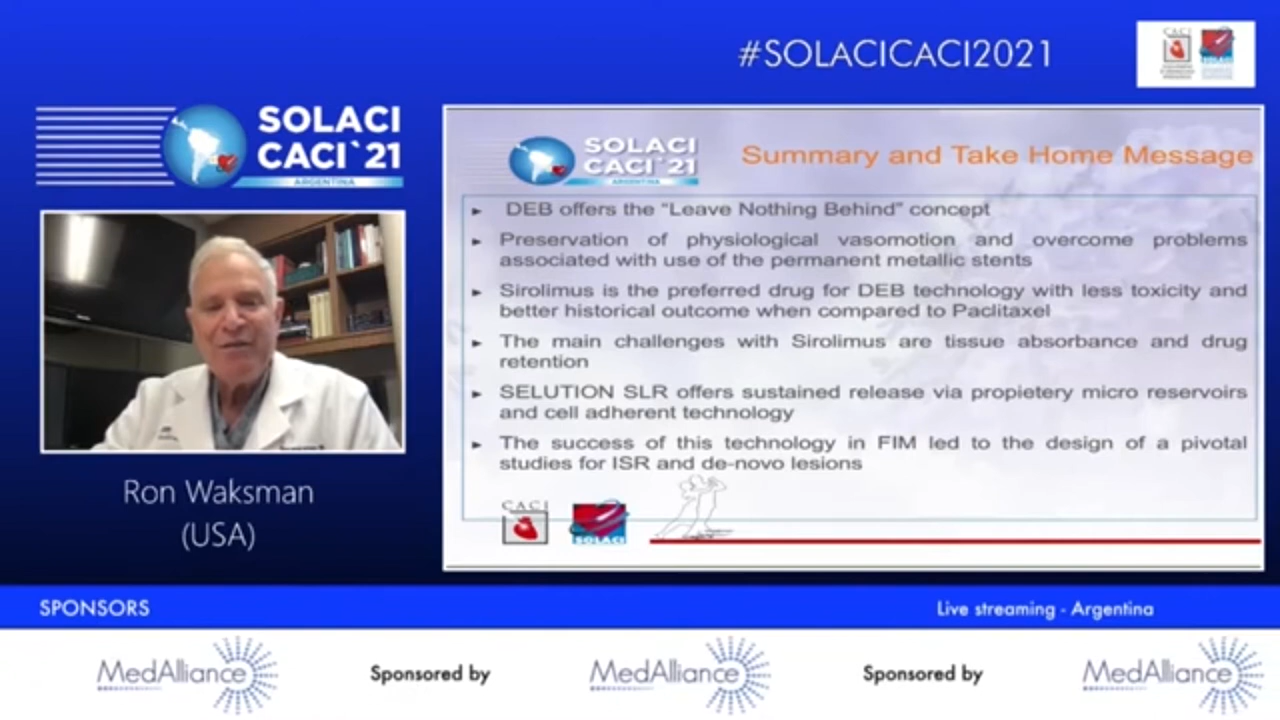 #SOLACICACI2021
CACI
SOLACI
SOLACI
CACI`21
ARGENTINA
SOLACI
CACI`21
ARGENTINA
Summary and Take Home Message
► DEB offers the “Leave Nothing Behind” concept
► Preservation of physiological vasomotion and overcome problems
associated with use of the permanent metallic stents
► Sirolimus is the preferred drug for DEB technology with less toxicity and
better historical outcome when compared to Paclitaxel
► The main challenges with Sirolimus are tissue absorbance and drug
retention
► SELUTION SLR offers sustained release via propietery micro reservoirs
and cell adherent technology
► The success of this technology in FIM led to the design of a pivotal
studies for ISR and de-novo lesions
CACI
SOLACI
Ron Waksman
(USA)
SPONSORS
Live streaming - Argentina
MedAlliance
Sponsored by
MedAlliance
Sponsored by
MedAlliance